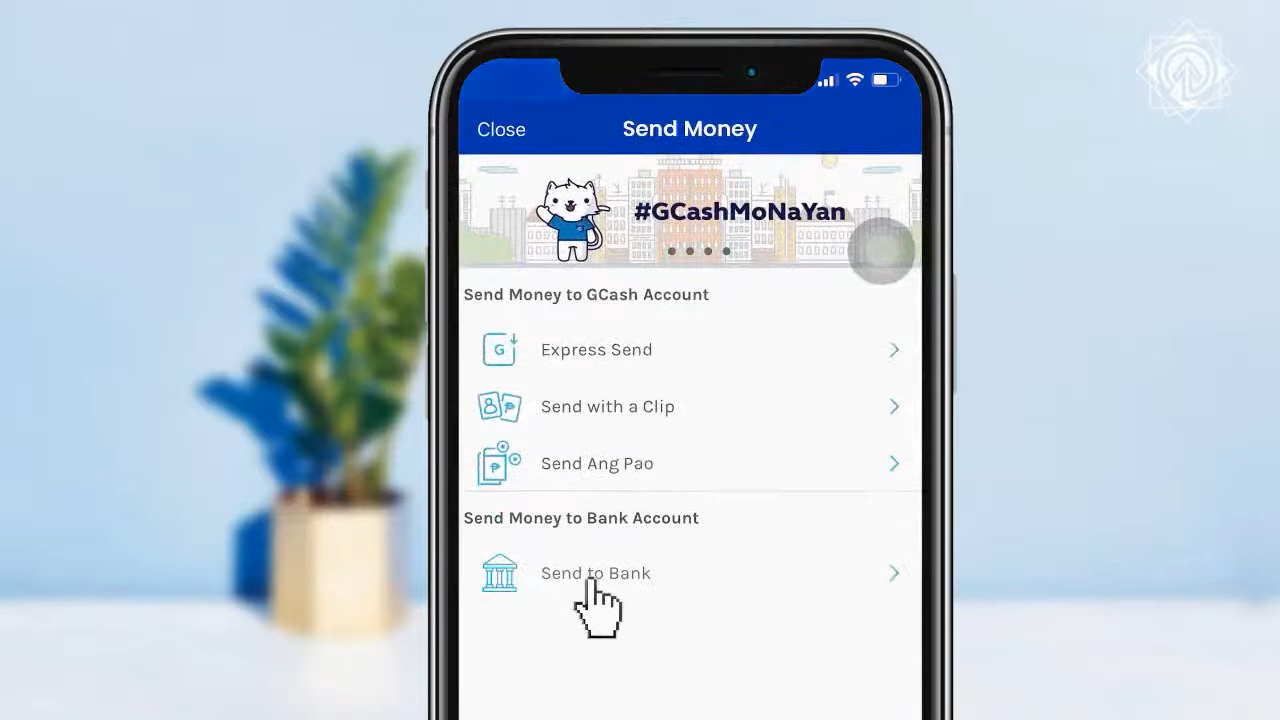 Close
Send Money
#GCashMoNaYan
Send Money to GCash Account
G
Express Send
Send with a Clip
Send Ang Pao
Send Money to Bank Account
Send to Bank